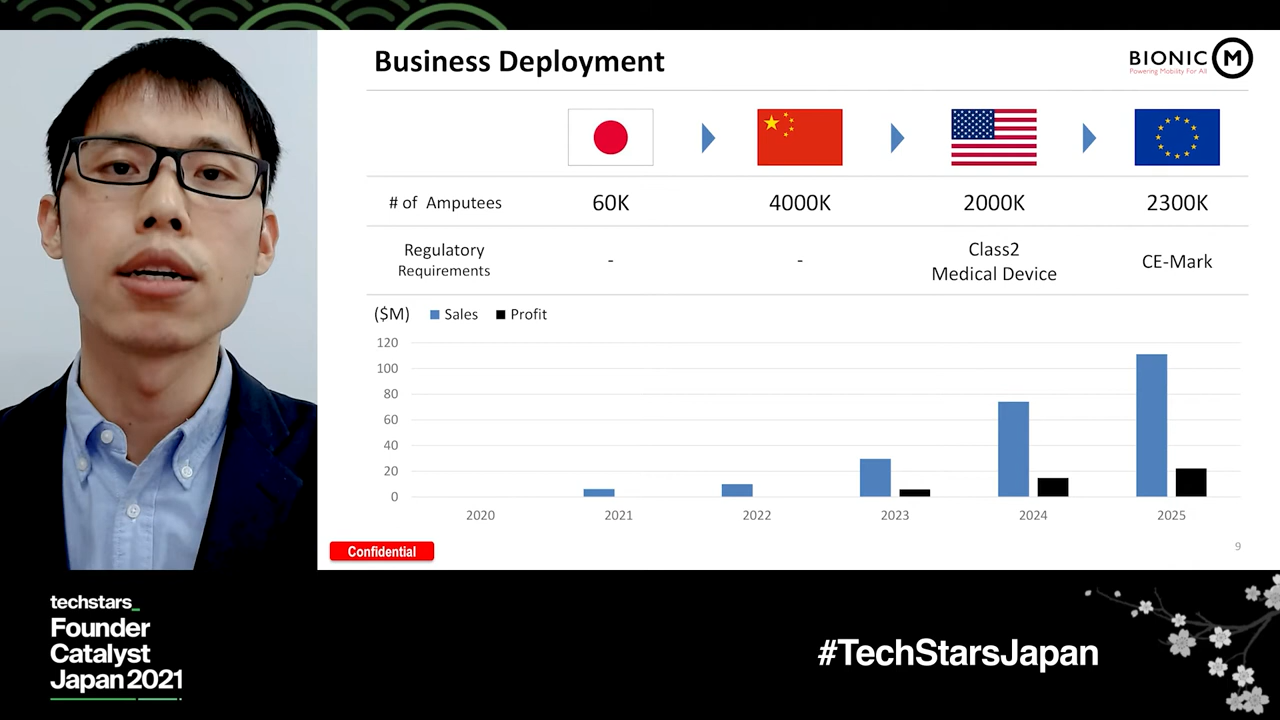 Business Deployment
BIONIC M
Powering Mobility For All
# of Amputees 60K 4000K 2000K 2300K
Regulatory
Requirements
-
-
Class2
Medical Device
CE-Mark
($M) Sales Profit
120
100
80
60
40
20
0
2020 2021 2022 2023 2024 2025
Confidential
9
techstars_
Founder
Catalyst
Japan 2021
#TechStarsJapan